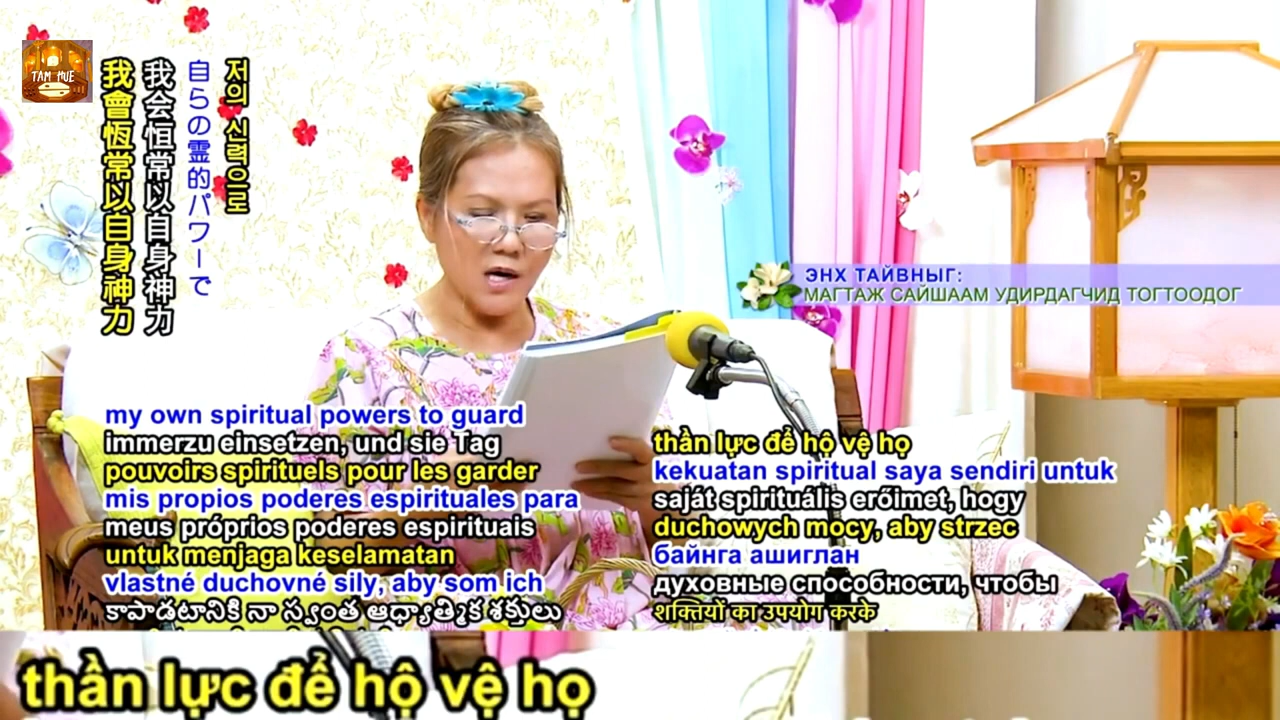 TAM HUE
저의 신력으로
自らの霊的パワーで
我会恒常以自身神力
我會恆常以自身神力
ЭНХ ТАЙВНЫГ:
МАГТАЖ САЙШААМ УДИРДАГЧИД ТОГТООДОГ
my own spiritual powers to guard
immerzu einsetzen, und sie Tag
pouvoirs spirituels pour les garder
mis propios poderes espirituales para
meus próprios poderes espirituais
untuk menjaga keselamatan
vlastné duchovné sily, aby som ich
కాపాడటానికి నా స్వంత ఆధ్యాత్మిక శక్తులు
thần lực để hộ vệ họ
kekuatan spiritual saya sendiri untuk
saját spirituális erőimet, hogy
duchowych mocy, aby strzec
байнга ашиглан
духовные способности, чтобы
शक्तियों का उपयोग करके
thần lực để hộ vệ họ